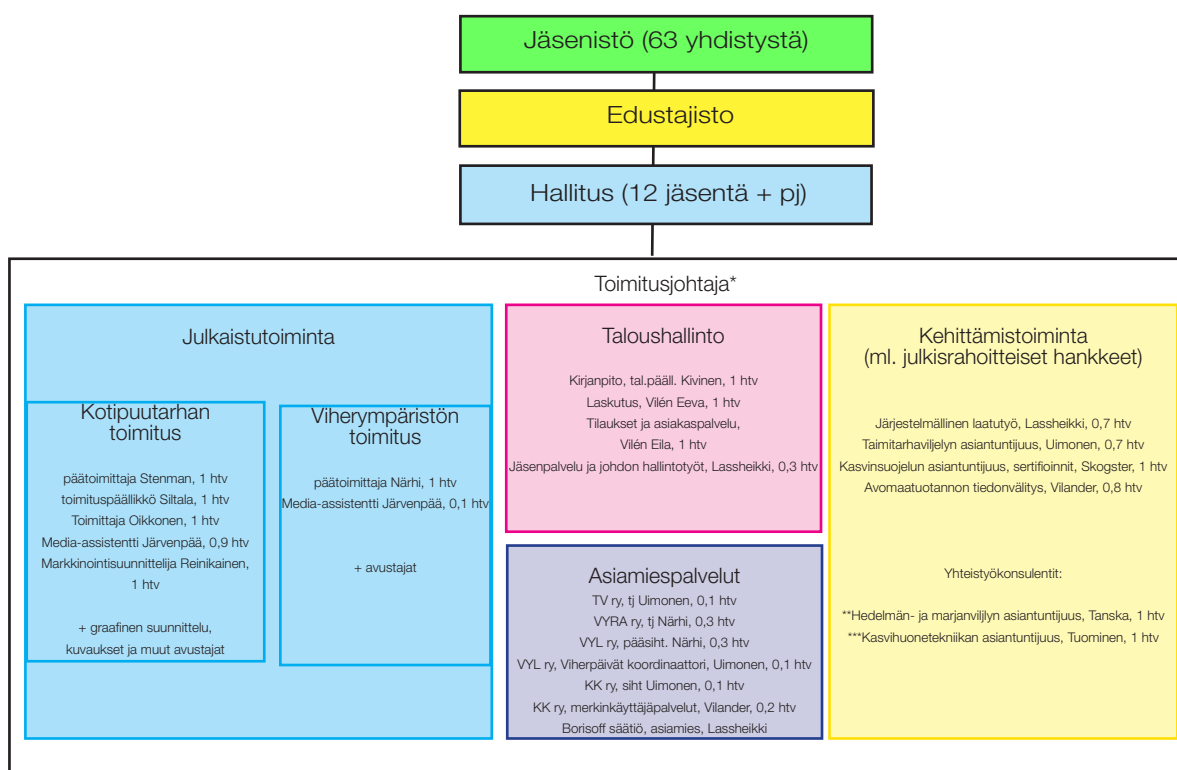 Jäsenistö (63 yhdistystä)
Edustajisto
Hallitus (12 jäsentä + pj)
Toimitusjohtaja*
Julkaistutoiminta
Kotipuutarhan
toimitus
päätoimittaja Stenman, 1 htv
toimituspäällikkö Siltala, 1 htv
Toimittaja Oikkonen, 1 htv
Media-assistentti Järvenpää, 0,9 htv
Markkinointisuunnittelija Reinikainen,
1 htv
+ graafinen suunnittelu,
kuvaukset ja muut avustajat
Viherympäristön
toimitus
päätoimittaja Närhi, 1 htv
Media-assistentti Järvenpää, 0,1 htv
+ avustajat
Taloushallinto
Kirjanpito, tal.pääll. Kivinen, 1 htv
Laskutus, Vilén Eeva, 1 htv
Tilaukset ja asiakaspalvelu,
Vilén Eila, 1 htv
Jäsenpalvelu ja johdon hallintotyöt, Lassheikki, 0,3 htv
Asiamiespalvelut
TV ry, tj Uimonen, 0,1 htv
VYRA ry, tj Närhi, 0,3 htv
VYL ry, pääsiht. Närhi, 0,3 htv
VYL ry, Viherpäivät koordinaattori, Uimonen, 0,1 htv
KK ry, siht Uimonen, 0,1 htv
KK ry, merkinkäyttäjäpalvelut, Vilander, 0,2 htv
Borisoff säätiö, asiamies, Lassheikki
Kehittämistoiminta
(ml. julkisrahoitteiset hankkeet)
Järjestelmällinen laatutyö, Lassheikki, 0,7 htv
Taimitarhaviljelyn asiantuntijuus, Uimonen, 0,7 htv
Kasvinsuojelun asiantuntijuus, sertifioinnit, Skogster, 1 htv
Avomaatuotannon tiedonvälitys, Vilander, 0,8 htv
Yhteistyökonsulentit:
**Hedelmän- ja marjanviljlyn asiantuntijuus, Tanska, 1 htv
***Kasvihuonetekniikan asiantuntijuus, Tuominen, 1 htv